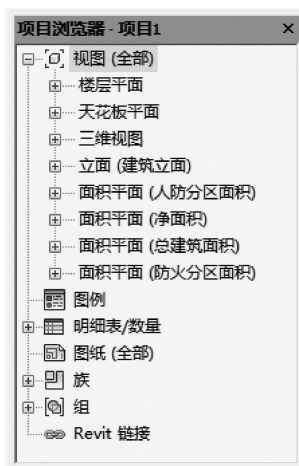 项目浏览器 - 项目1
视图 (全部)
楼层平面
天花板平面
三维视图
立面 (建筑立面)
面积平面 (人防分区面积)
面积平面 (净面积)
面积平面 (总建筑面积)
面积平面 (防火分区面积)
图例
明细表/数量
图纸 (全部)
族
组
Revit 链接